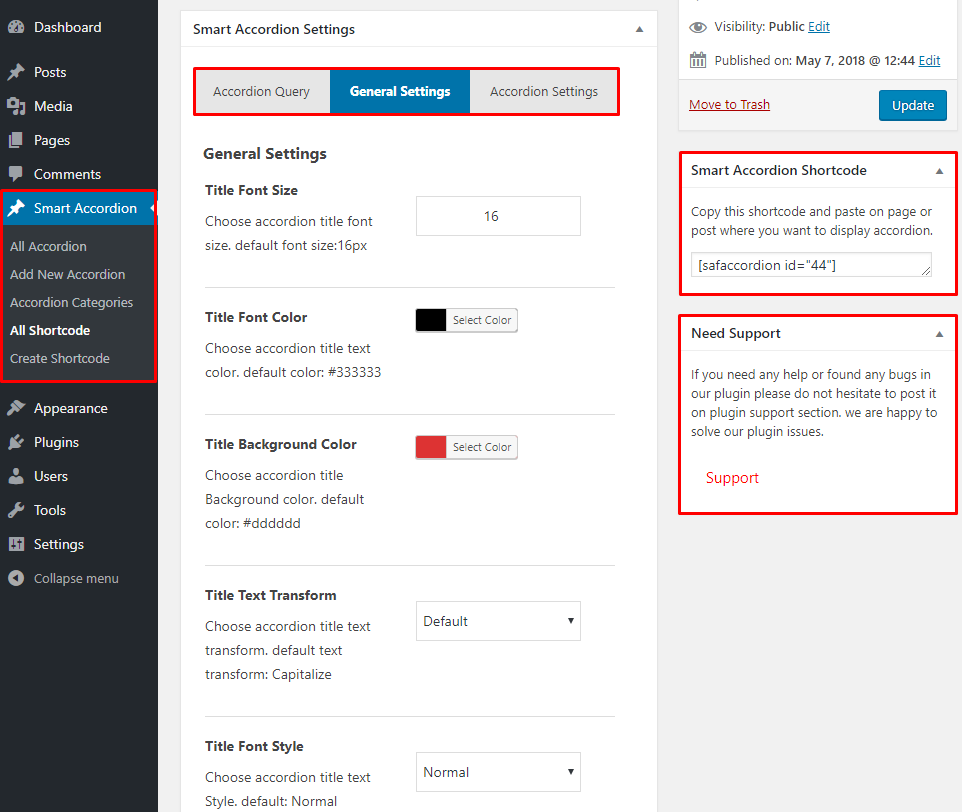 Dashboard
Posts
Media
Pages
Comments
Smart Accordion
All Accordion
Add New Accordion
Accordion Categories
All Shortcode
Create Shortcode
Appearance
Plugins
Users
Tools
Settings
Collapse menu
Smart Accordion Settings
Accordion Query
General Settings
Accordion Settings
General Settings
Title Font Size
Choose accordion title font
size. default font size:16px
16
Title Font Color
Choose accordion title text
color. default color: #333333
Select Color
Title Background Color
Choose accordion title
Background color. default
color: #dddddd
Select Color
Title Text Transform
Choose accordion title text
transform. default text
transform: Capitalize
Default
Title Font Style
Choose accordion title text
Style. default: Normal
Normal
Visibility: Public Edit
Published on: May 7, 2018 @ 12:44 Edit
Move to Trash
Update
Smart Accordion Shortcode
Copy this shortcode and paste on page or
post where you want to display accordion.
[safaccordion id="44"]
Need Support
If you need any help or found any bugs in
our plugin please do not hesitate to post it
on plugin support section. we are happy to
solve our plugin issues.
Support